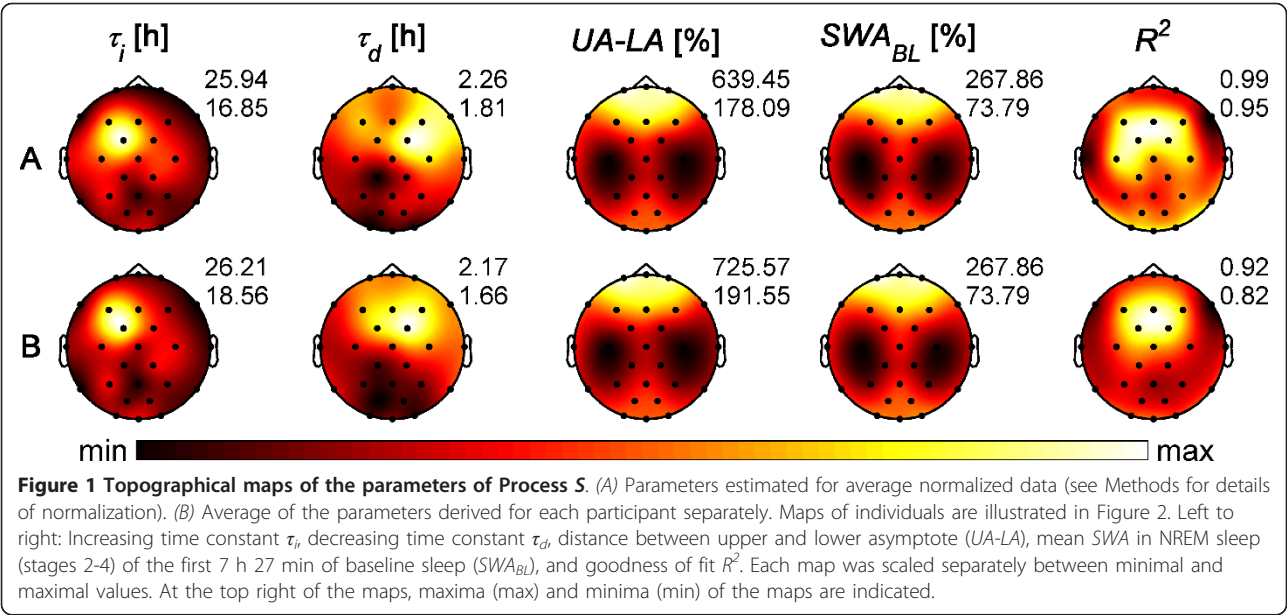 τi [h] τd [h] UA-LA [%] SWABL [%] R2
25.94 2.26 639.45 267.86 0.99
16.85 1.81 178.09 73.79 0.95
A
26.21 2.17 725.57 267.86 0.92
18.56 1.66 191.55 73.79 0.82
B
min max
Figure 1 Topographical maps of the parameters of Process S. (A) Parameters estimated for average normalized data (see Methods for details
of normalization). (B) Average of the parameters derived for each participant separately. Maps of individuals are illustrated in Figure 2. Left to
right: Increasing time constant τi, decreasing time constant τd, distance between upper and lower asymptote (UA-LA), mean SWA in NREM sleep
(stages 2-4) of the first 7 h 27 min of baseline sleep (SWABL), and goodness of fit R2. Each map was scaled separately between minimal and
maximal values. At the top right of the maps, maxima (max) and minima (min) of the maps are indicated.